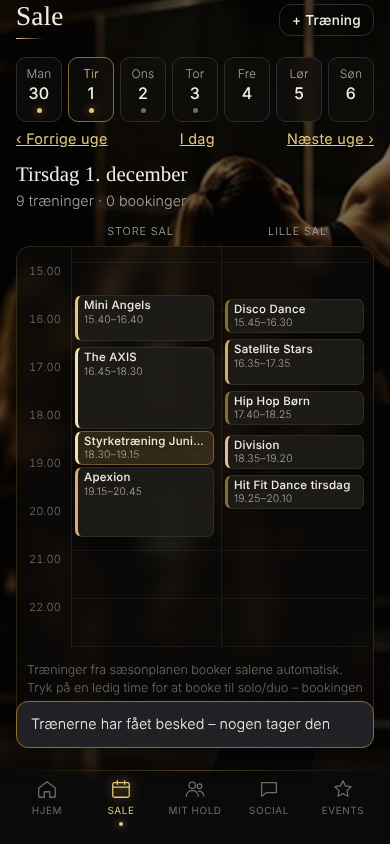 Sale
+ Træning
Man Tir Ons Tor Fre Lør Søn
30 1 2 3 4 5 6
‹ Forrige uge I dag Næste uge ›
Tirsdag 1. december
9 træninger · 0 bookinger
STORE SAL LILLE SAL
15.00
16.00
17.00
18.00
19.00
20.00
21.00
22.00
Mini Angels
15.40–16.40
The AXIS
16.45–18.30
Styrketræning Juni...
18.30–19.15
Apexion
19.15–20.45
Disco Dance
15.45–16.30
Satellite Stars
16.35–17.35
Hip Hop Børn
17.40–18.25
Division
18.35–19.20
Hit Fit Dance tirsdag
19.25–20.10
Træninger fra sæsonplanen booker salene automatisk.
Tryk på en ledig time for at booke til solo/duo – bookingen
Trænerne har fået besked – nogen tager den
HJEM SALE MIT HOLD SOCIAL EVENTS